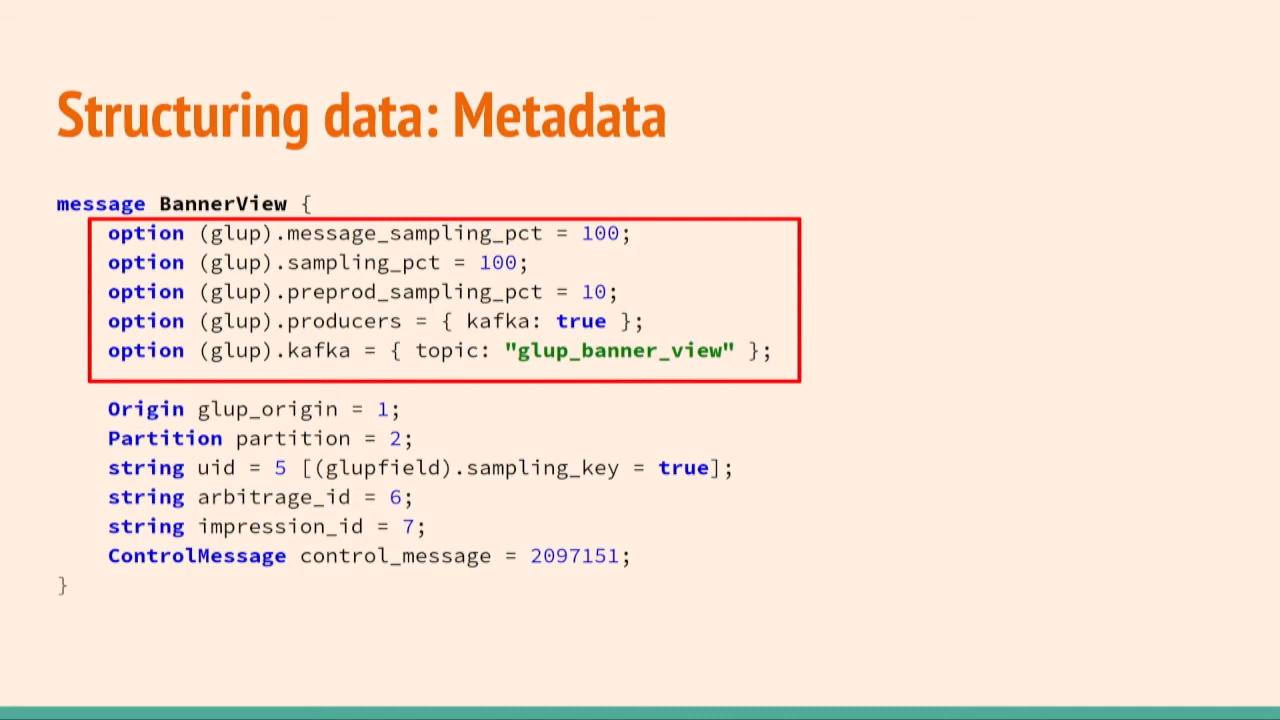 Structuring data: Metadata
message BannerView {
option (glup).message_sampling_pct = 100;
option (glup).sampling_pct = 100;
option (glup).preprod_sampling_pct = 10;
option (glup).producers = { kafka: true };
option (glup).kafka = { topic: "glup_banner_view" };
Origin glup_origin = 1;
Partition partition = 2;
string uid = 5 [(glupfield).sampling_key = true];
string arbitrage_id = 6;
string impression_id = 7;
ControlMessage control_message = 2097151;
}